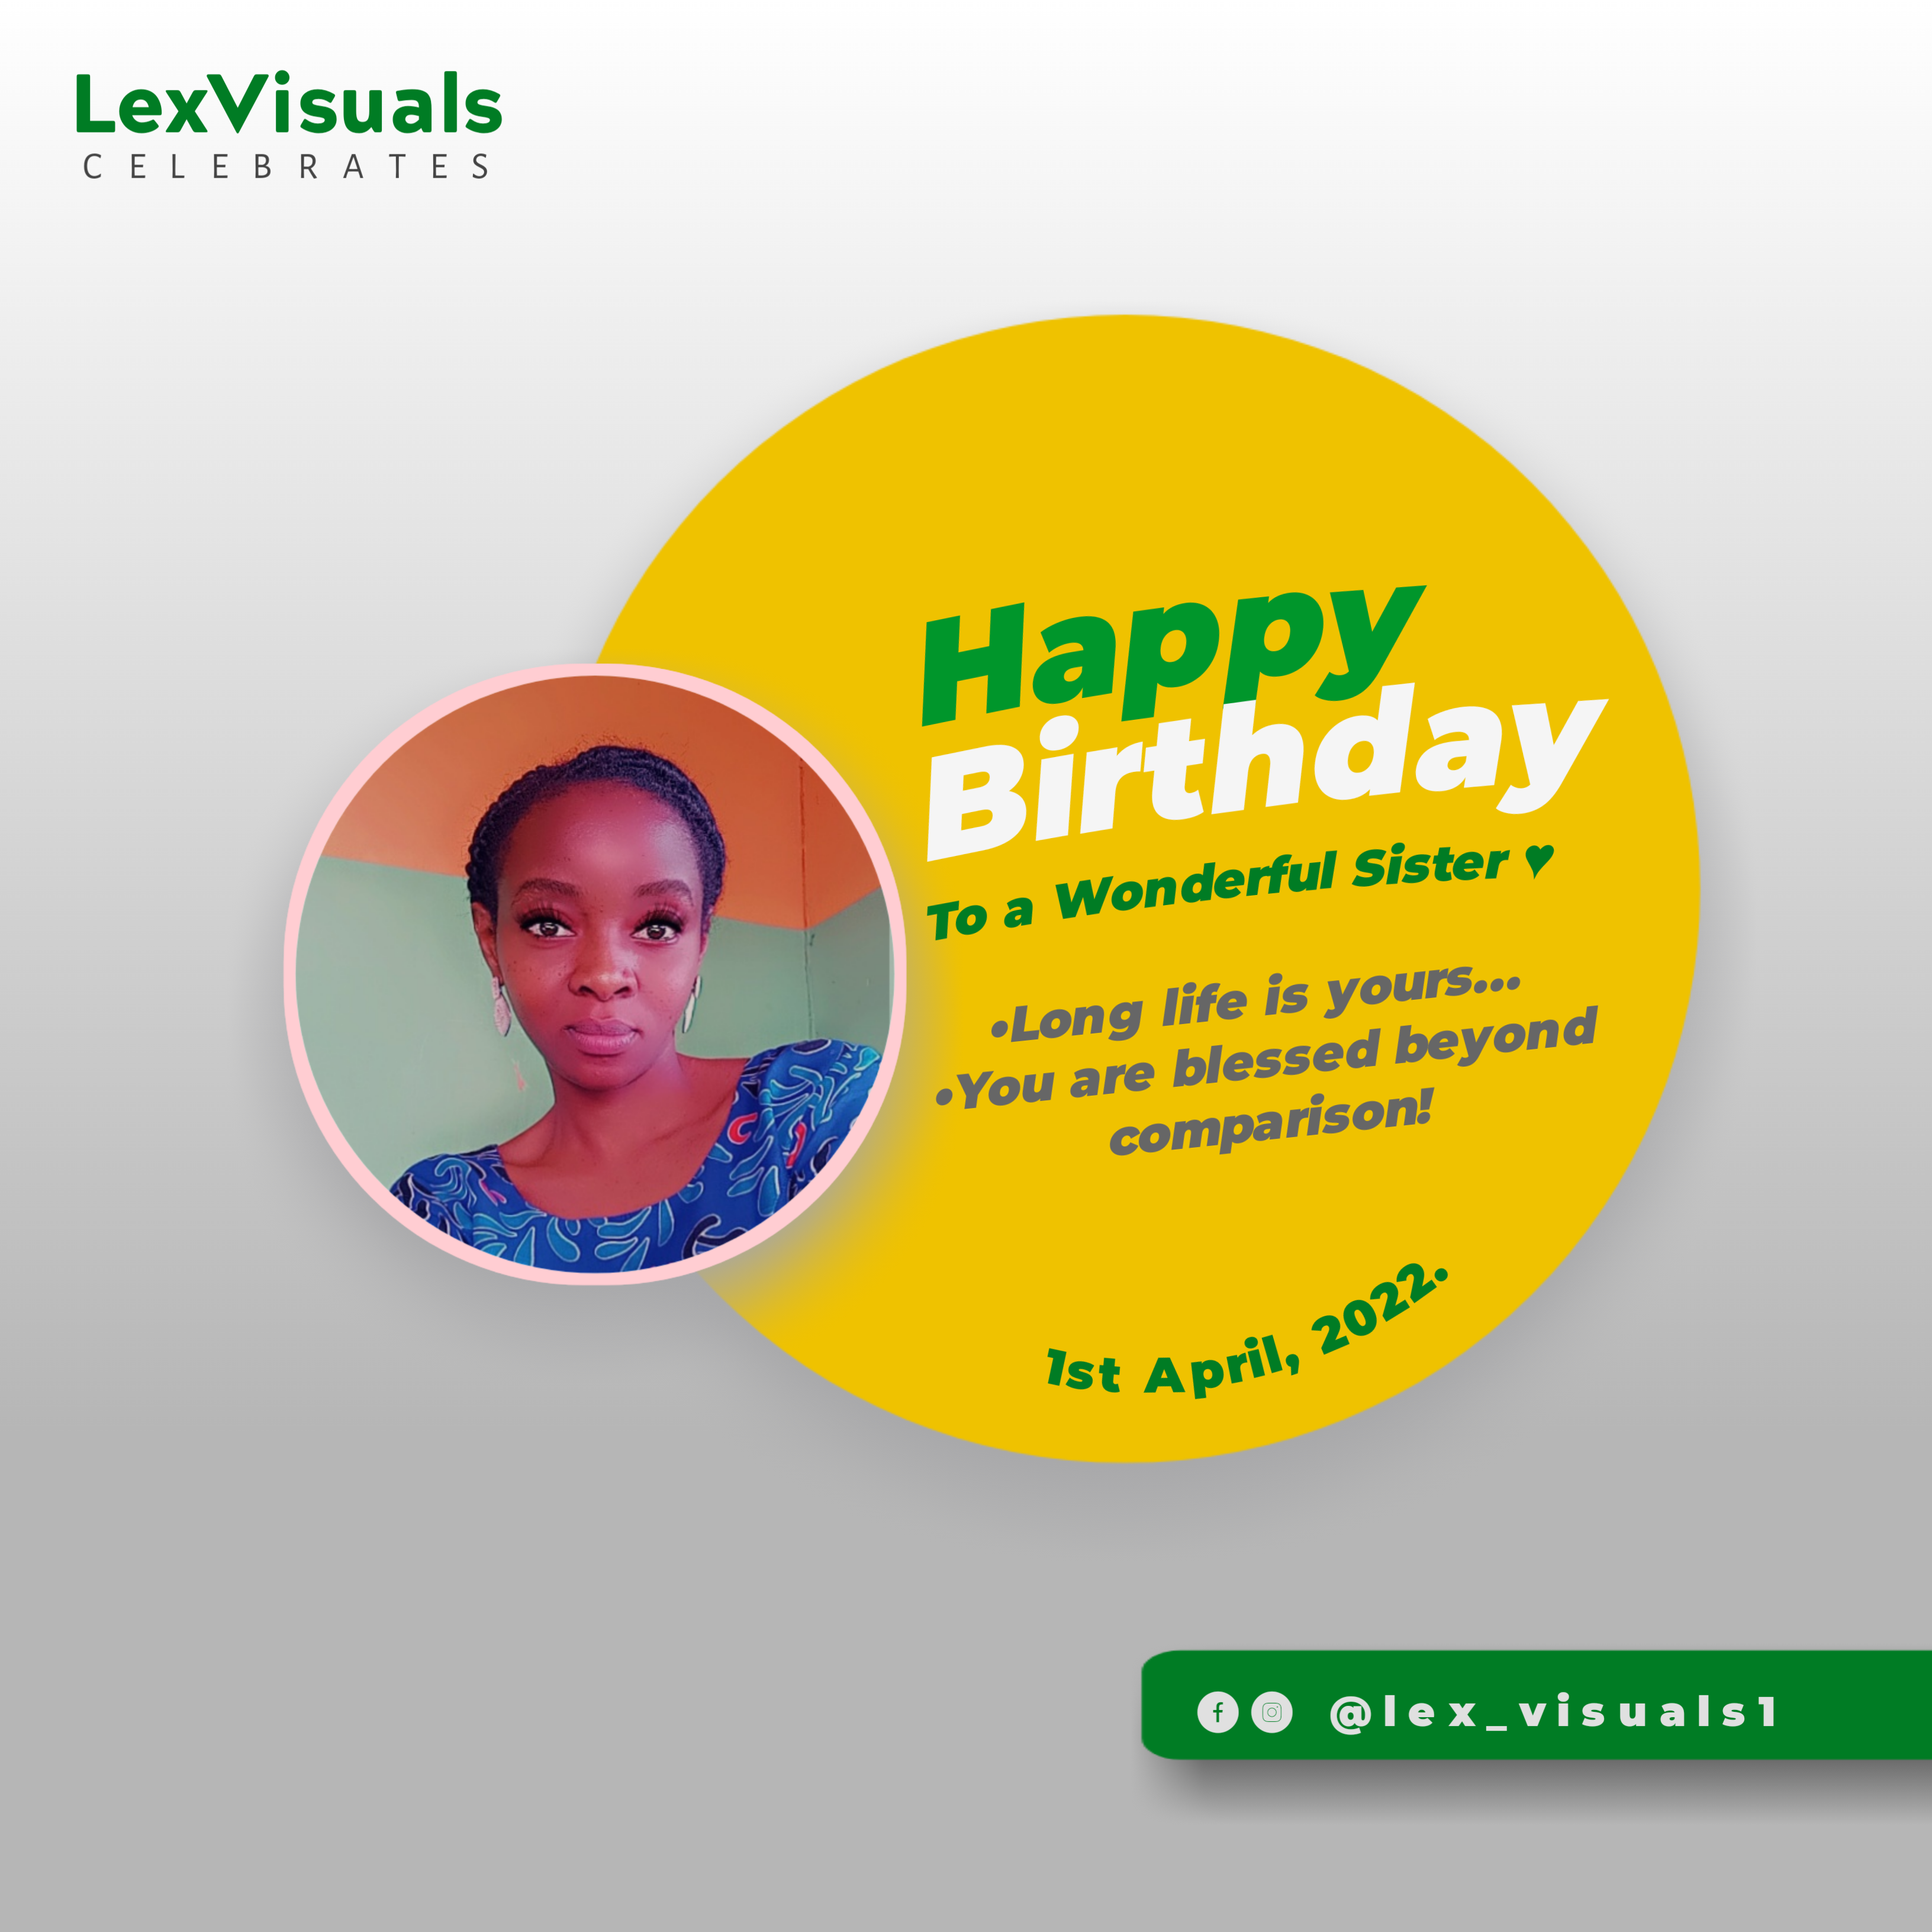 LexVisuals
CELEBRATES
Happy
Birthday
To a Wonderful Sister ♥
•Long life is yours...
•You are blessed beyond
comparison!
1st April, 2022.
@lex_visuals1